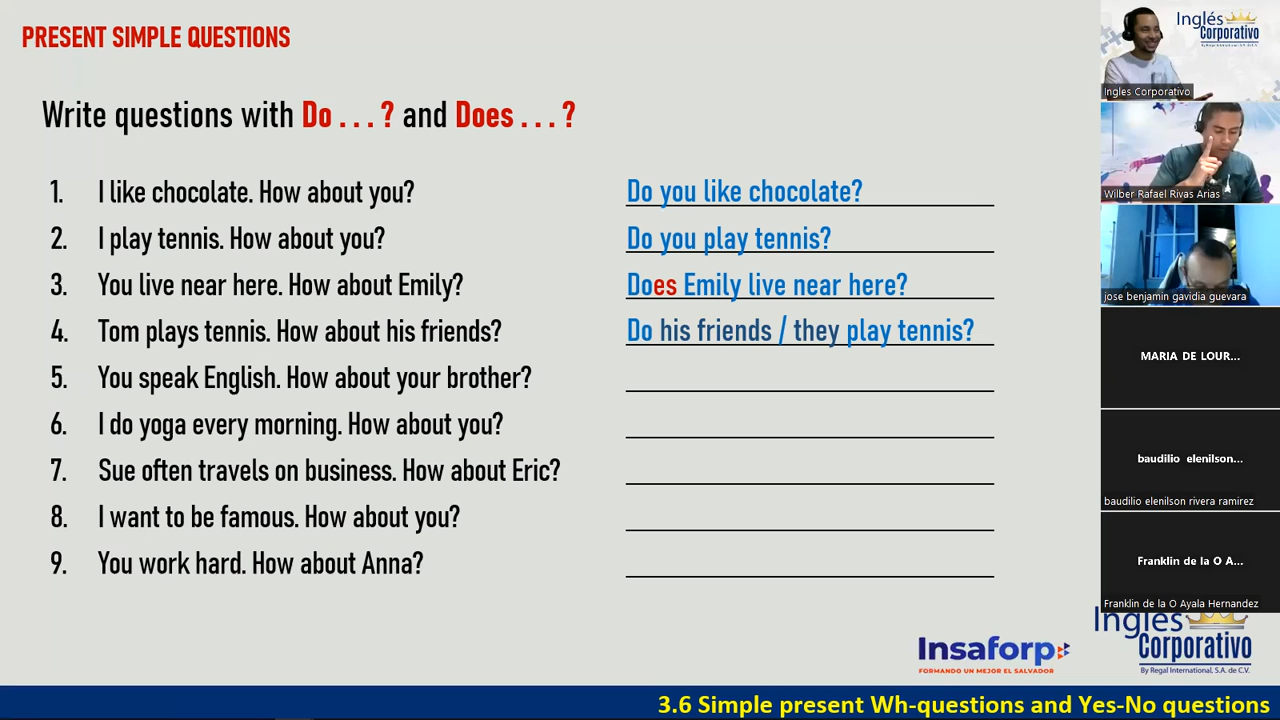 PRESENT SIMPLE QUESTIONS
Write questions with Do . . . ? and Does . . . ?
1. I like chocolate. How about you? Do you like chocolate?
2. I play tennis. How about you? Do you play tennis?
3. You live near here. How about Emily? Does Emily live near here?
4. Tom plays tennis. How about his friends? Do his friends / they play tennis?
5. You speak English. How about your brother?
6. I do yoga every morning. How about you?
7. Sue often travels on business. How about Eric?
8. I want to be famous. How about you?
9. You work hard. How about Anna?
Insaforp
FORMANDO UN MEJOR EL SALVADOR
Inglés
Corporativo
By Regal International, S.A. de C.V.
3.6 Simple present Wh-questions and Yes-No questions
Inglés
Corporativo
By Regal International, S.A. de C.V.
Ingles Corporativo
Wilber Rafael Rivas Arias
jose benjamin gavidia guevara
MARIA DE LOUR...
baudilio elenilson...
baudilio elenilson rivera ramirez
Franklin de la O A...
Franklin de la O Ayala Hernandez